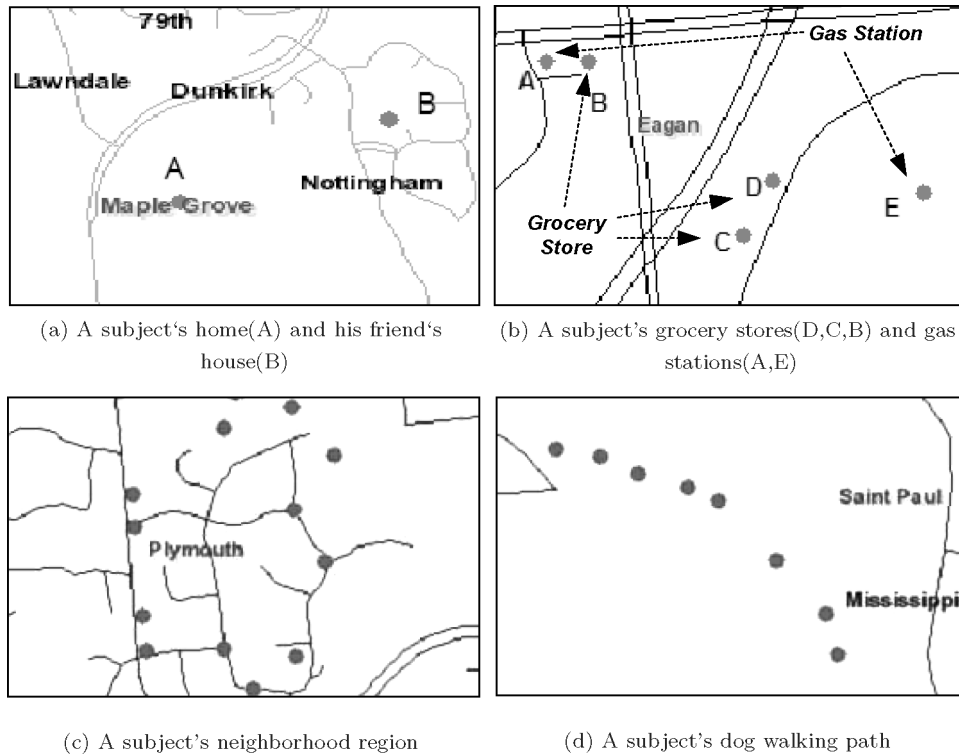 79th
Lawndale
Dunkirk
B
A
Nottingham
Maple Grove
Gas Station
A
B
Eagan
D
E
Grocery
Store
C
(a) A subject‘s home(A) and his friend‘s
house(B)
(b) A subject's grocery stores(D,C,B) and gas
stations(A,E)
Plymouth
Saint Paul
Mississippi
(c) A subject's neighborhood region
(d) A subject's dog walking path